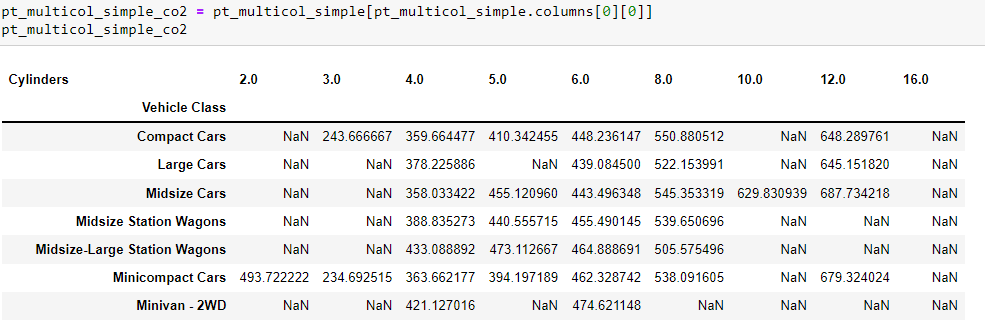 pt_multicol_simple_co2 = pt_multicol_simple[pt_multicol_simple.columns[0][0]]
pt_multicol_simple_co2
Cylinders 2.0 3.0 4.0 5.0 6.0 8.0 10.0 12.0 16.0
Vehicle Class
Compact Cars NaN 243.666667 359.664477 410.342455 448.236147 550.880512 NaN 648.289761 NaN
Large Cars NaN NaN 378.225886 NaN 439.084500 522.153991 NaN 645.151820 NaN
Midsize Cars NaN NaN 358.033422 455.120960 443.496348 545.353319 629.830939 687.734218 NaN
Midsize Station Wagons NaN NaN 388.835273 440.555715 455.490145 539.650696 NaN NaN NaN
Midsize-Large Station Wagons NaN NaN 433.088892 473.112667 464.888691 505.575496 NaN NaN NaN
Minicompact Cars 493.722222 234.692515 363.662177 394.197189 462.328742 538.091605 NaN 679.324024 NaN
Minivan - 2WD NaN NaN 421.127016 NaN 474.621148 NaN NaN NaN NaN